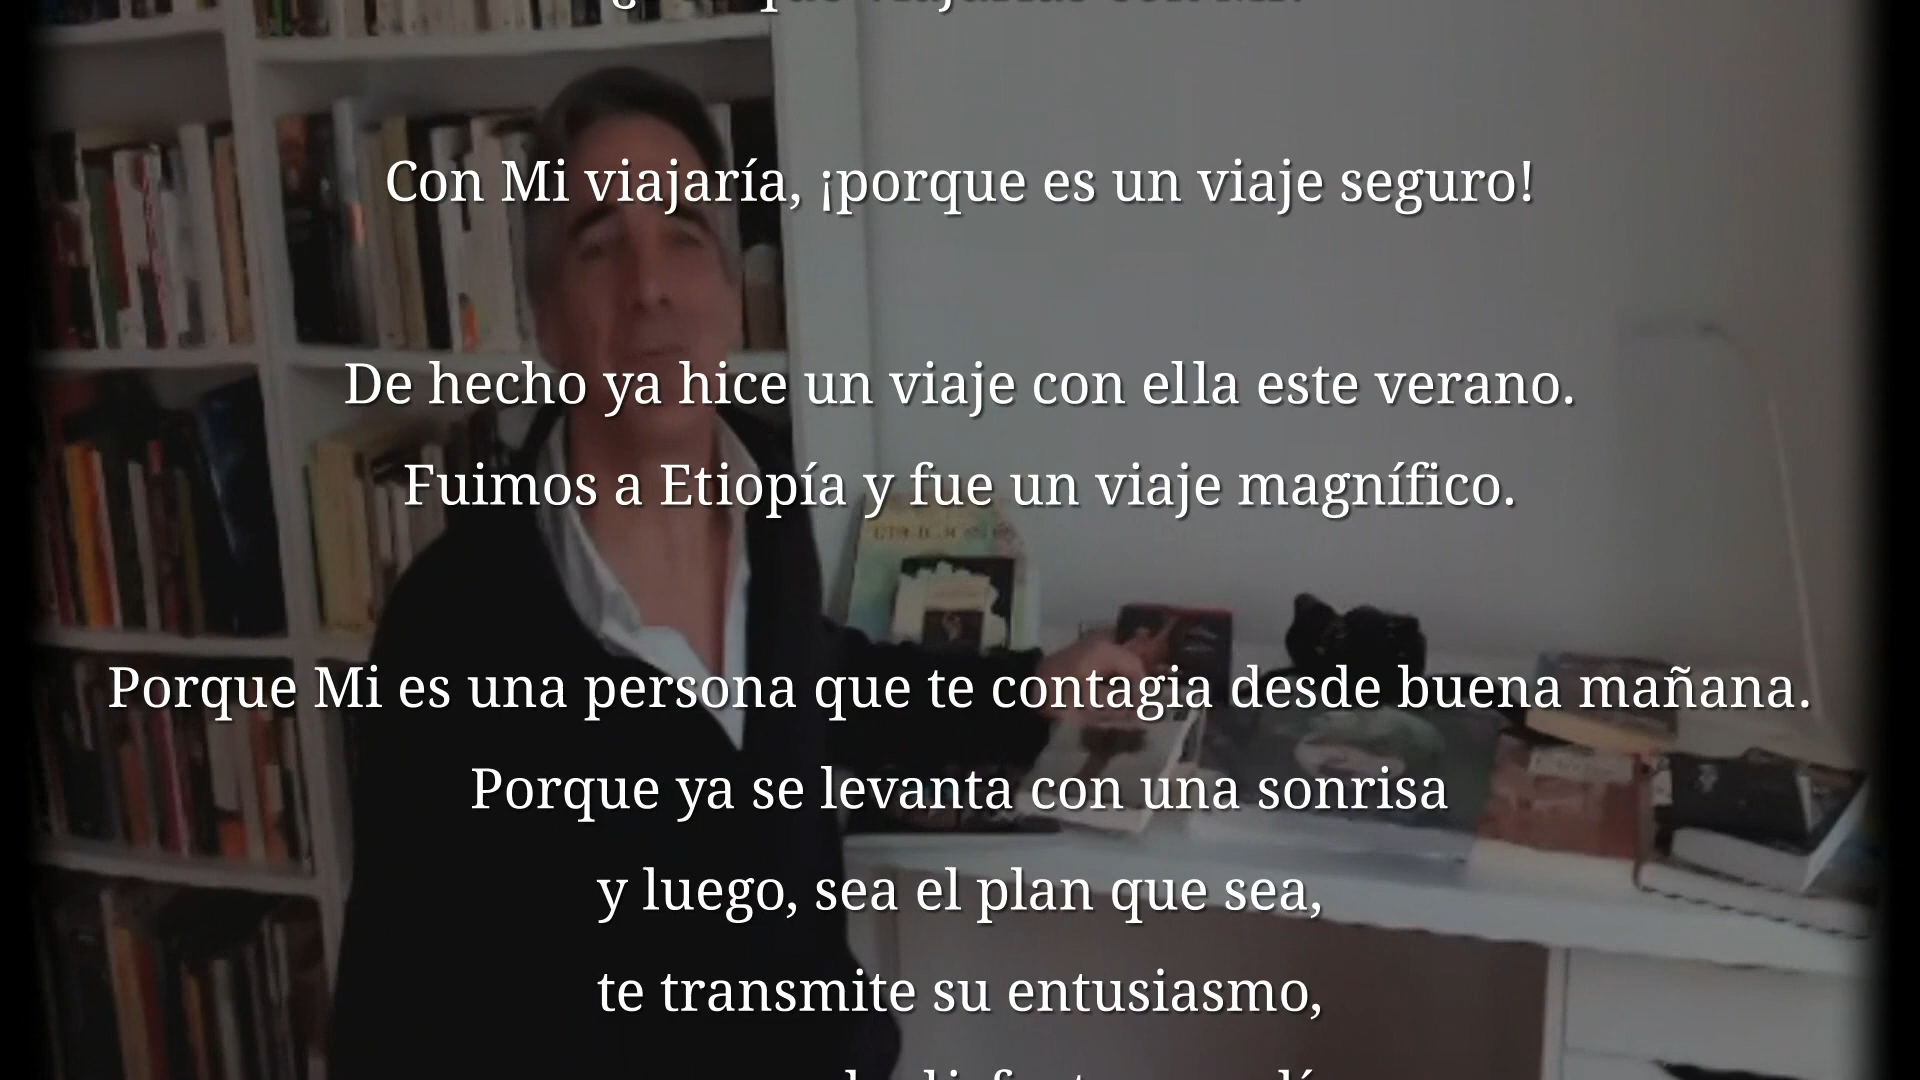 Con Mi viajaría, ¡porque es un viaje seguro!
De hecho ya hice un viaje con ella este verano.
Fuimos a Etiopía y fue un viaje magnífico.
Porque Mi es una persona que te contagia desde buena mañana.
Porque ya se levanta con una sonrisa
y luego, sea el plan que sea,
te transmite su entusiasmo,